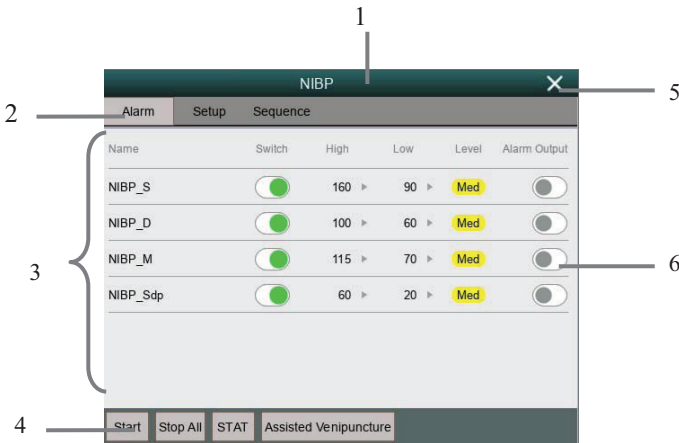 1
NIBP
5
2
Alarm Setup Sequence
Name Switch High Low Level Alarm Output
NIBP_S 160 90 Med
NIBP_D 100 60 Med
3
NIBP_M 115 70 Med
6
NIBP_Sdp 60 20 Med
4
Start Stop All STAT Assisted Venipuncture